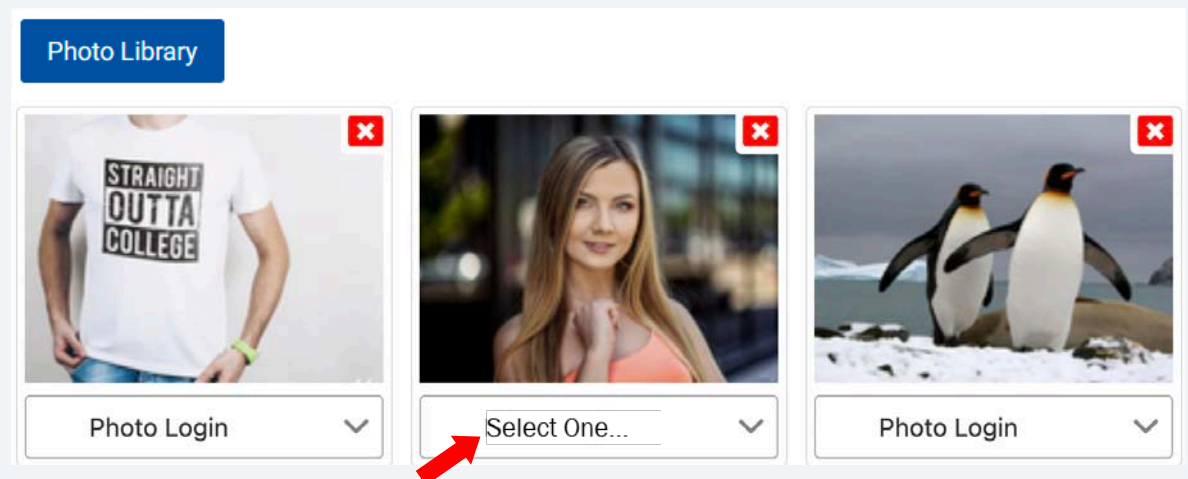 Photo Library
STRAIGHT
OUTTA
COLLEGE
Photo Login
Select One...
Photo Login